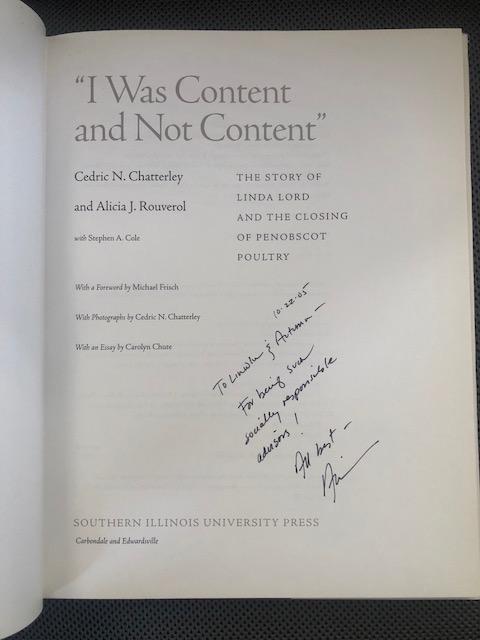 "I Was Content
and Not Content"
Cedric N. Chatterley
and Alicia J. Rouverol
with Stephen A. Cole
With a Foreword by Michael Frisch
With Photographs by Cedric N. Chatterley
With an Essay by Carolyn Chute
THE STORY OF
LINDA LORD
AND THE CLOSING
OF PENOBSCOT
POULTRY
10-22-05
To Lincoln & Autumn –
For being such
socially responsible
advisors!
All best –
SOUTHERN ILLINOIS UNIVERSITY PRESS
Carbondale and Edwardsville